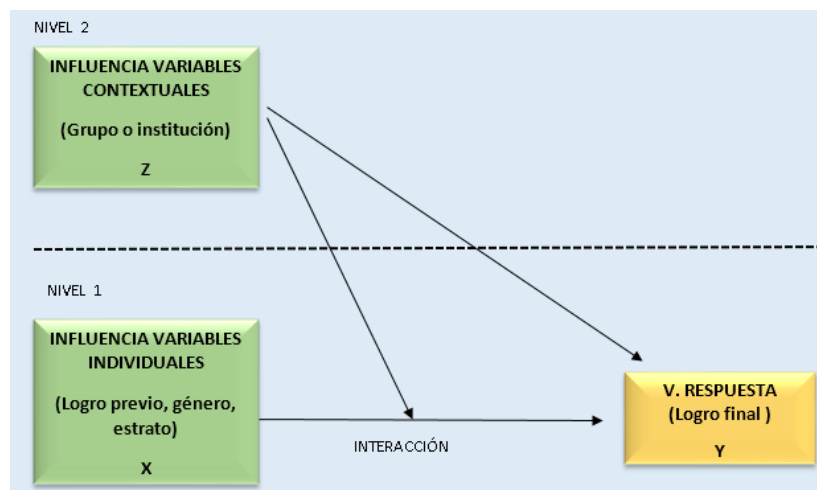 NIVEL 2
INFLUENCIA VARIABLES
CONTEXTUALES
(Grupo o institución)
Z
NIVEL 1
INFLUENCIA VARIABLES
INDIVIDUALES
(Logro previo, género,
estrato)
X
INTERACCIÓN
V. RESPUESTA
(Logro final )
Y